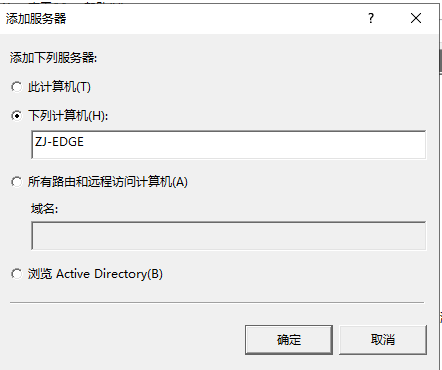 添加服务器
?
×
添加下列服务器:
此计算机(T)
下列计算机(H):
ZJ-EDGE
所有路由和远程访问计算机(A)
域名:
浏览 Active Directory(B)
确定
取消